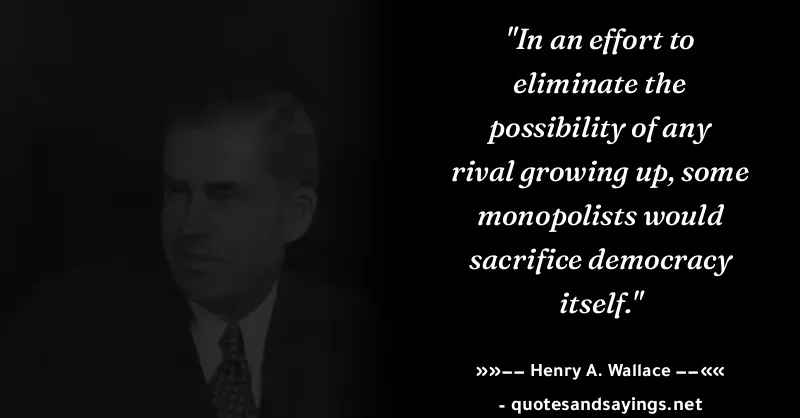 "In an effort to
eliminate the
possibility of any
rival growing up, some
monopolists would
sacrifice democracy
itself."
»»−− Henry A. Wallace −−««
- quotesandsayings.net